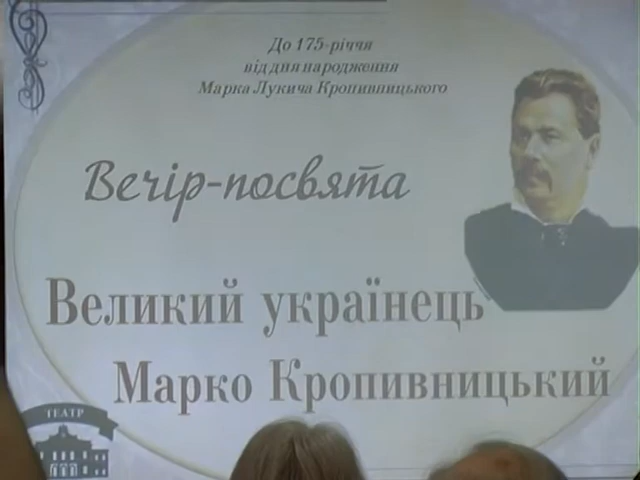 До 175-річчя
від дня народження
Марка Лукича Кропивницького
Вечір-посвята
Великий українець
Марко Кропивницький
ТЕАТР